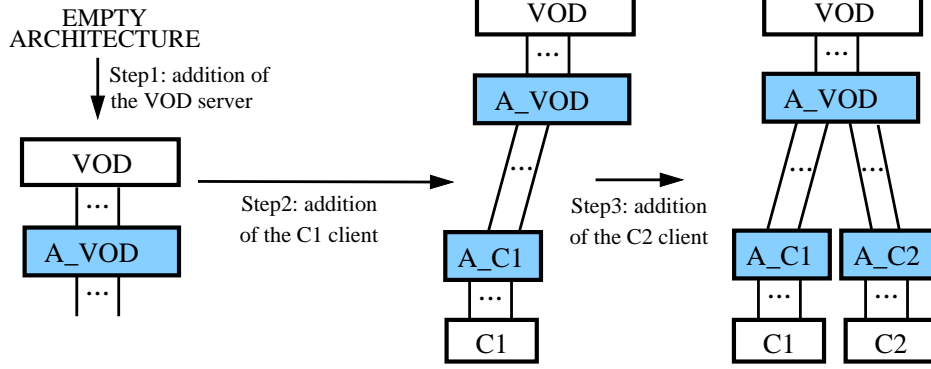 EMPTY
ARCHITECTURE
Step1: addition of
the VOD server
VOD
...
A_VOD
...
Step2: addition
of the C1 client
VOD
...
A_VOD
...
A_C1
...
C1
Step3: addition
of the C2 client
VOD
...
A_VOD
... ...
A_C1 A_C2
... ...
C1 C2